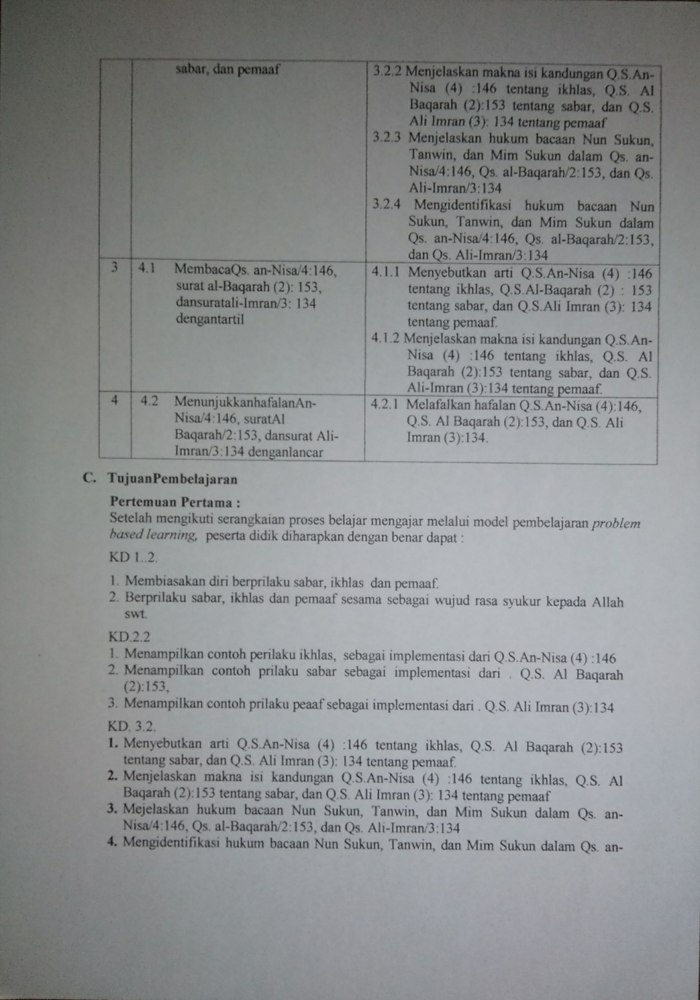 sabar, dan pemaaf
3.2.2 Menjelaskan makna isi kandungan Q.S.An-
Nisa (4) :146 tentang ikhlas, Q.S. Al
Baqarah (2):153 tentang sabar, dan Q.S.
Ali Imran (3): 134 tentang pemaaf
3.2.3 Menjelaskan hukum bacaan Nun Sukun,
Tanwin, dan Mim Sukun dalam Qs. an-
Nisa/4:146, Qs. al-Baqarah/2:153, dan Qs.
Ali-Imran/3:134
3.2.4 Mengidentifikasi hukum bacaan Nun
Sukun, Tanwin, dan Mim Sukun dalam
Qs. an-Nisa/4:146, Qs. al-Baqarah/2:153,
dan Qs. Ali-Imran/3:134
3 4.1 MembacaQs. an-Nisa/4:146,
surat al-Baqarah (2): 153,
dansuratali-Imran/3: 134
dengantartil
4.1.1 Menyebutkan arti Q.S.An-Nisa (4) :146
tentang ikhlas, Q.S.Al-Baqarah (2) : 153
tentang sabar, dan Q.S.Ali Imran (3): 134
tentang pemaaf.
4.1.2 Menjelaskan makna isi kandungan Q.S.An-
Nisa (4) :146 tentang ikhlas, Q.S. Al
Baqarah (2):153 tentang sabar, dan Q.S.
Ali-Imran (3):134 tentang pemaaf.
4 4.2 MenunjukkanhafalanAn-
Nisa/4:146, suratAl
Baqarah/2:153, dansurat Ali-
Imran/3:134 denganlancar
4.2.1 Melafalkan hafalan Q.S.An-Nisa (4):146,
Q.S. Al Baqarah (2):153, dan Q.S. Ali
Imran (3):134.
C. TujuanPembelajaran
Pertemuan Pertama :
Setelah mengikuti serangkaian proses belajar mengajar melalui model pembelajaran problem
based learning, peserta didik diharapkan dengan benar dapat :
KD 1..2.
1. Membiasakan diri berprilaku sabar, ikhlas dan pemaaf.
2. Berprilaku sabar, ikhlas dan pemaaf sesama sebagai wujud rasa syukur kepada Allah
swt.
KD.2.2
1. Menampilkan contoh perilaku ikhlas, sebagai implementasi dari Q.S.An-Nisa (4) :146
2. Menampilkan contoh prilaku sabar sebagai implementasi dari . Q.S. Al Baqarah
(2):153,
3. Menampilkan contoh prilaku peaaf sebagai implementasi dari . Q.S. Ali Imran (3):134
KD. 3.2.
1. Menyebutkan arti Q.S.An-Nisa (4) :146 tentang ikhlas, Q.S. Al Baqarah (2):153
tentang sabar, dan Q.S. Ali Imran (3): 134 tentang pemaaf.
2. Menjelaskan makna isi kandungan Q.S.An-Nisa (4) :146 tentang ikhlas, Q.S. Al
Baqarah (2):153 tentang sabar, dan Q.S. Ali Imran (3): 134 tentang pemaaf
3. Mejelaskan hukum bacaan Nun Sukun, Tanwin, dan Mim Sukun dalam Qs. an-
Nisa/4:146, Qs. al-Baqarah/2:153, dan Qs. Ali-Imran/3:134
4. Mengidentifikasi hukum bacaan Nun Sukun, Tanwin, dan Mim Sukun dalam Qs. an-